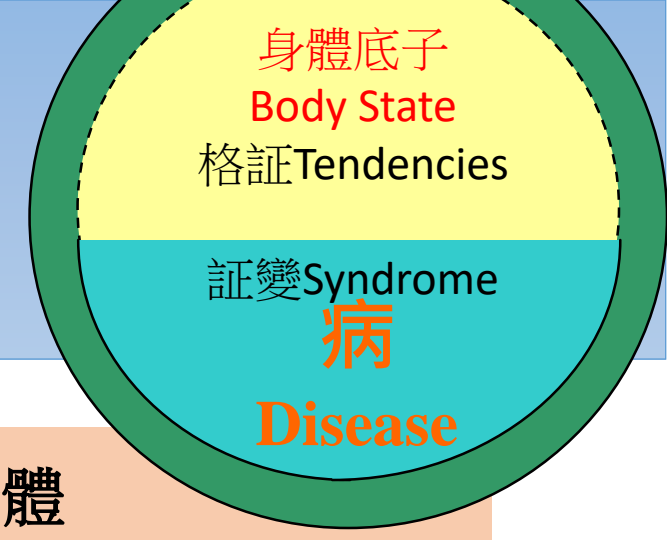 身體底子
Body State
格証Tendencies
証變Syndrome
病
Disease
體